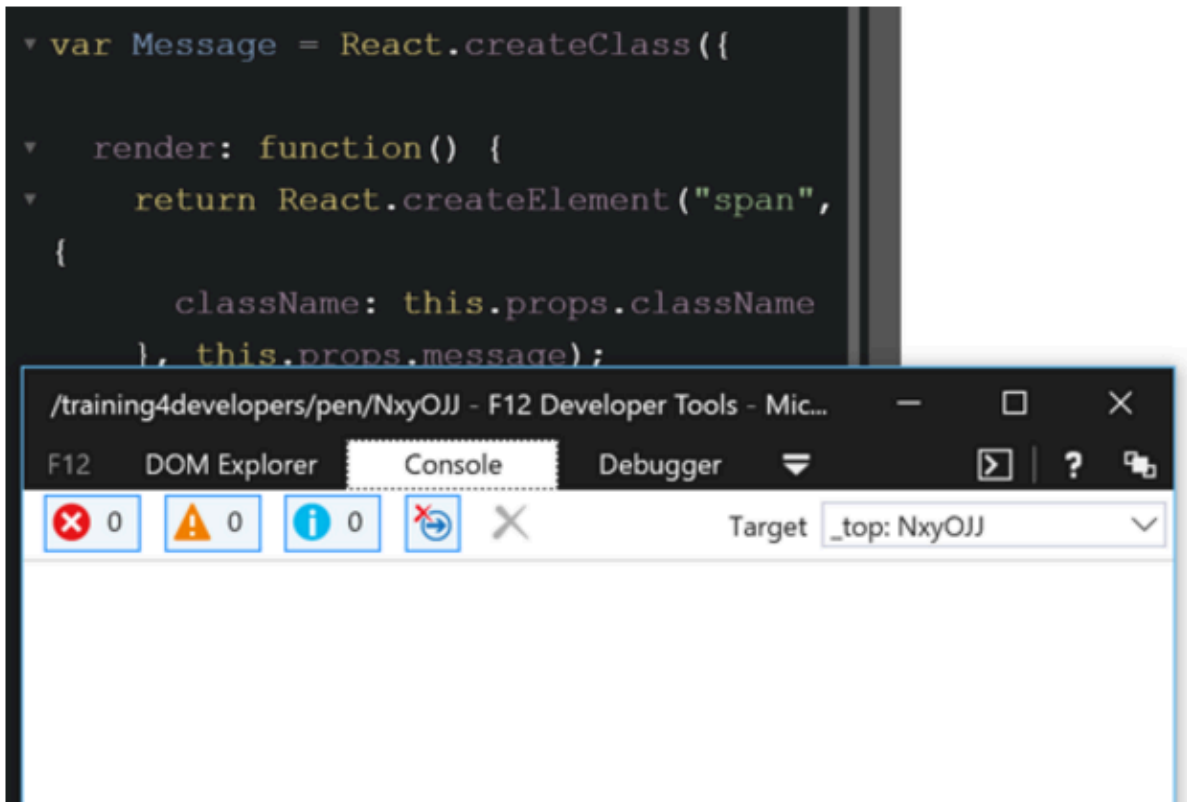 var Message = React.createClass({
render: function() {
return React.createElement("span",
{
className: this.props.className
}, this.props.message);
/training4developers/pen/NxyOJJ - F12 Developer Tools - Mic...
F12 DOM Explorer Console Debugger ?
0 0 0 Target _top: NxyOJJ